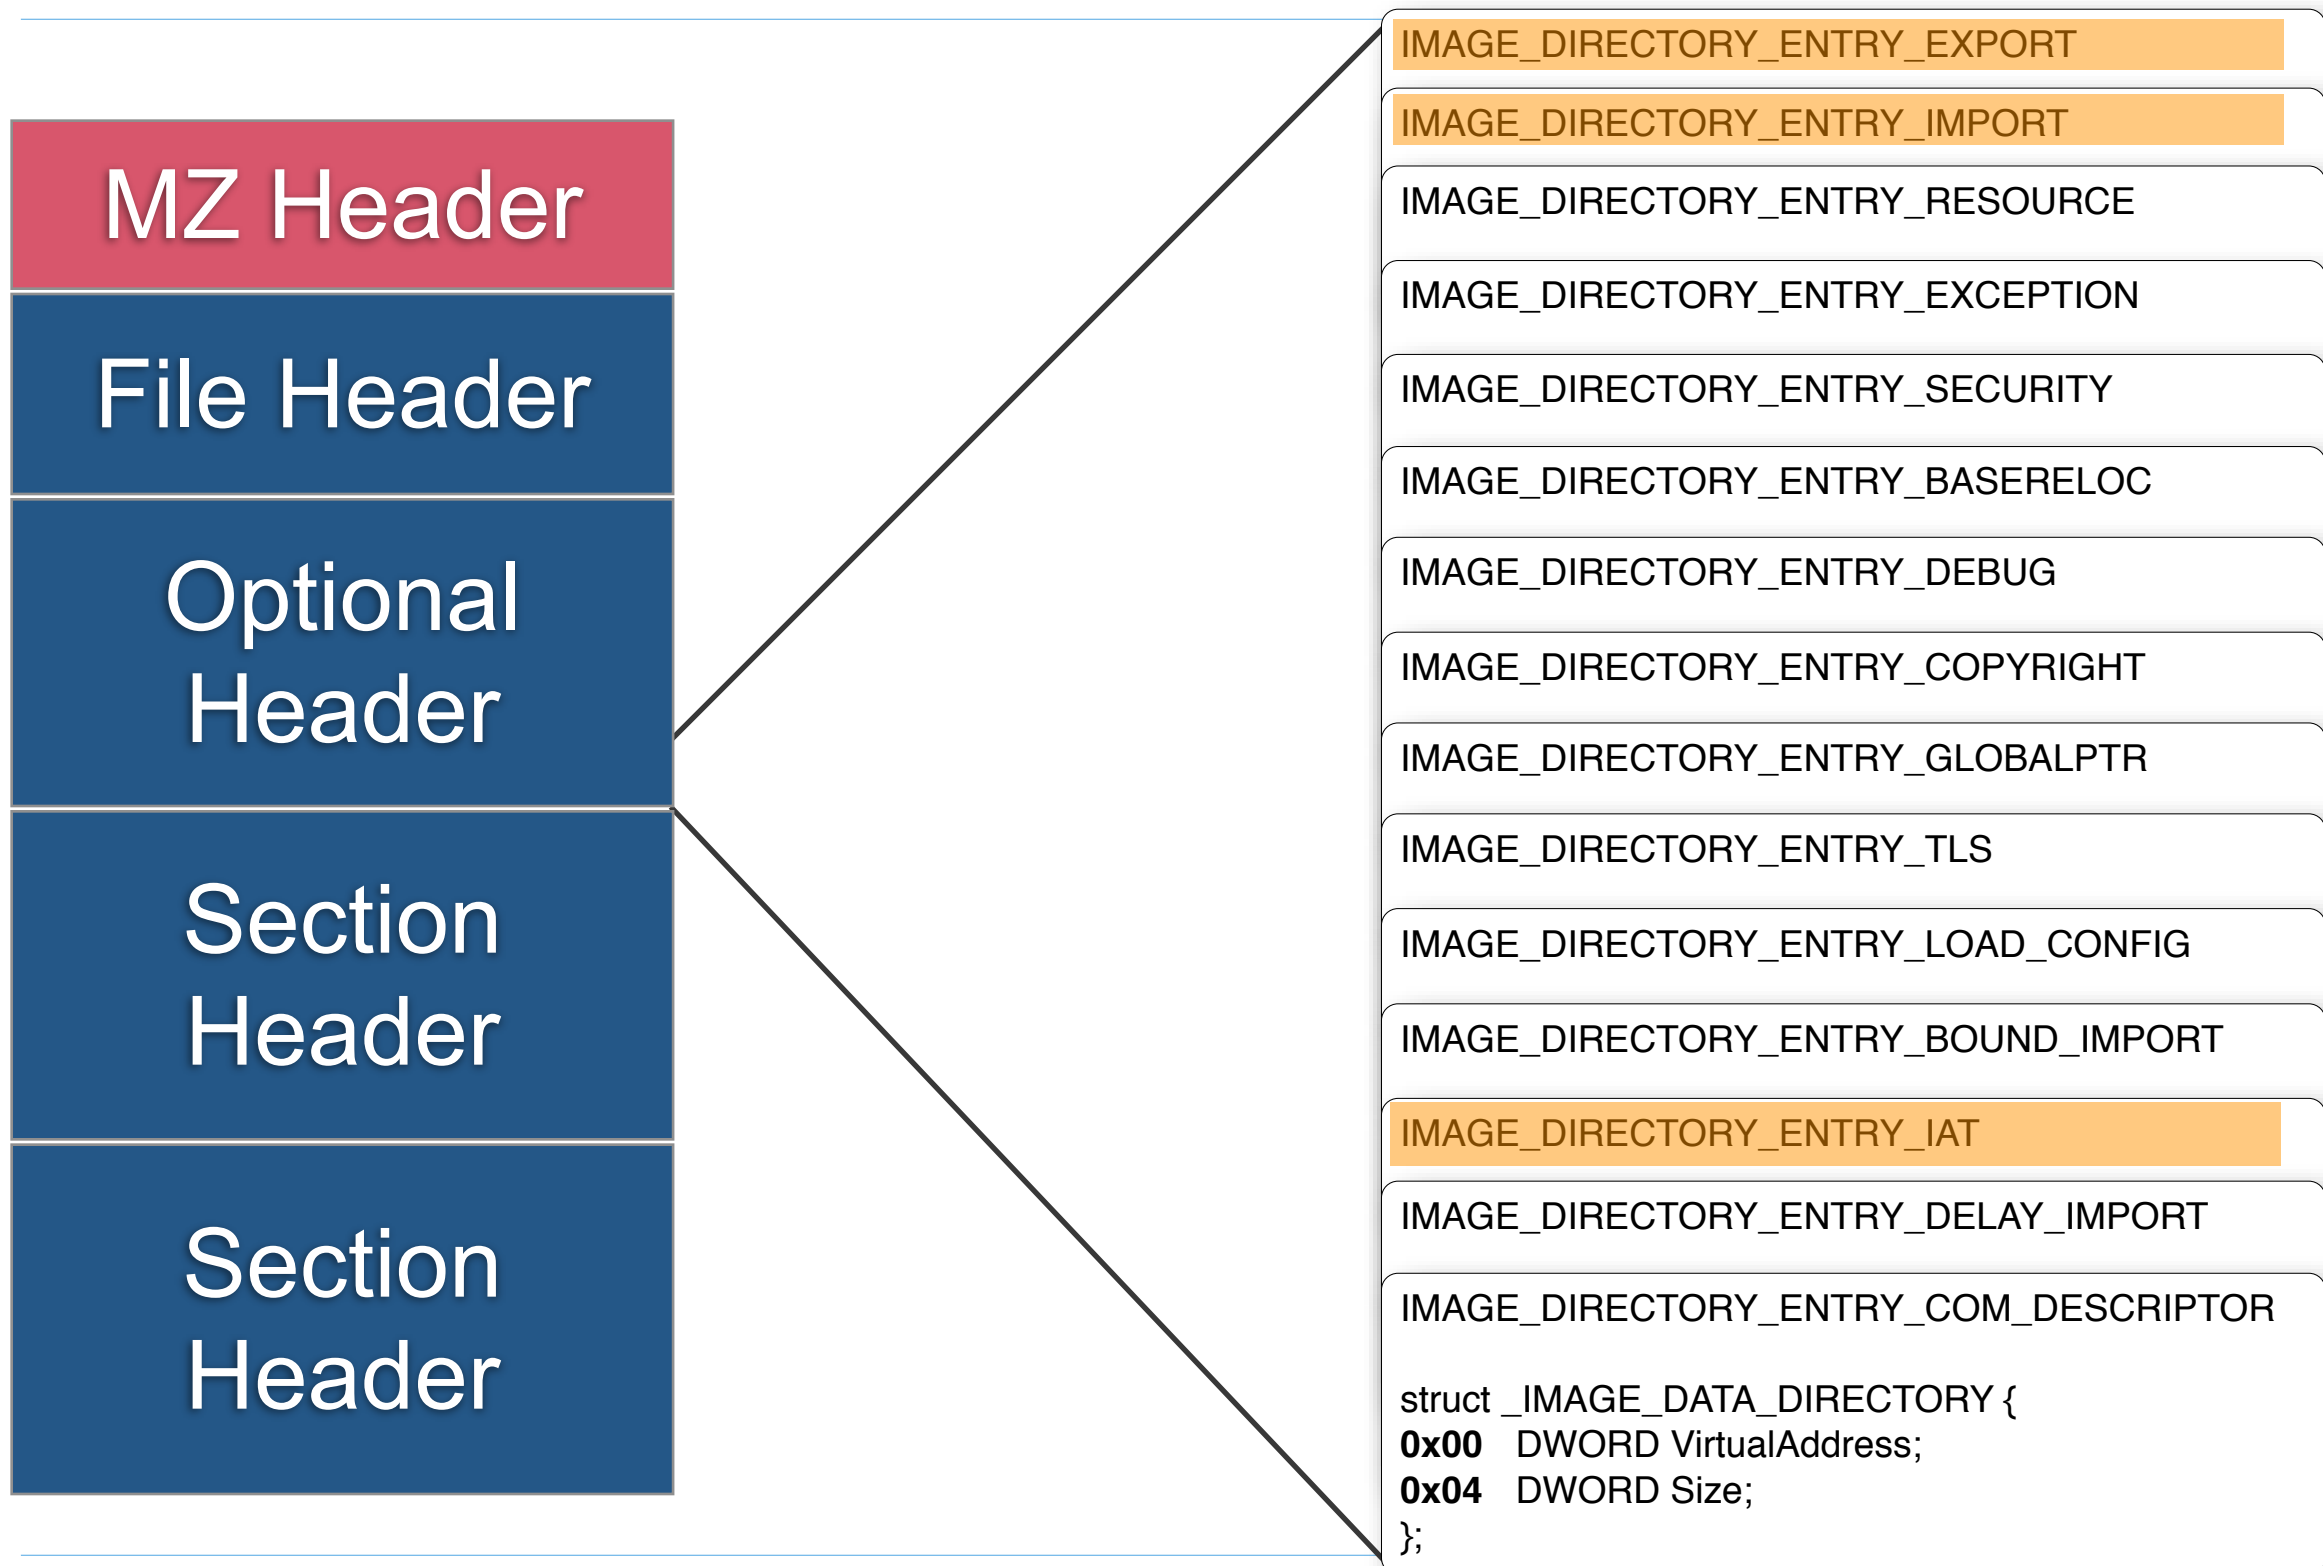 MZ Header
File Header
Optional
Header
Section
Header
Section
Header
IMAGE_DIRECTORY_ENTRY_EXPORT
IMAGE_DIRECTORY_ENTRY_IMPORT
IMAGE_DIRECTORY_ENTRY_RESOURCE
IMAGE_DIRECTORY_ENTRY_EXCEPTION
IMAGE_DIRECTORY_ENTRY_SECURITY
IMAGE_DIRECTORY_ENTRY_BASERELOC
IMAGE_DIRECTORY_ENTRY_DEBUG
IMAGE_DIRECTORY_ENTRY_COPYRIGHT
IMAGE_DIRECTORY_ENTRY_GLOBALPTR
IMAGE_DIRECTORY_ENTRY_TLS
IMAGE_DIRECTORY_ENTRY_LOAD_CONFIG
IMAGE_DIRECTORY_ENTRY_BOUND_IMPORT
IMAGE_DIRECTORY_ENTRY_IAT
IMAGE_DIRECTORY_ENTRY_DELAY_IMPORT
IMAGE_DIRECTORY_ENTRY_COM_DESCRIPTOR
struct _IMAGE_DATA_DIRECTORY {
0x00 DWORD VirtualAddress;
0x04 DWORD Size;
};